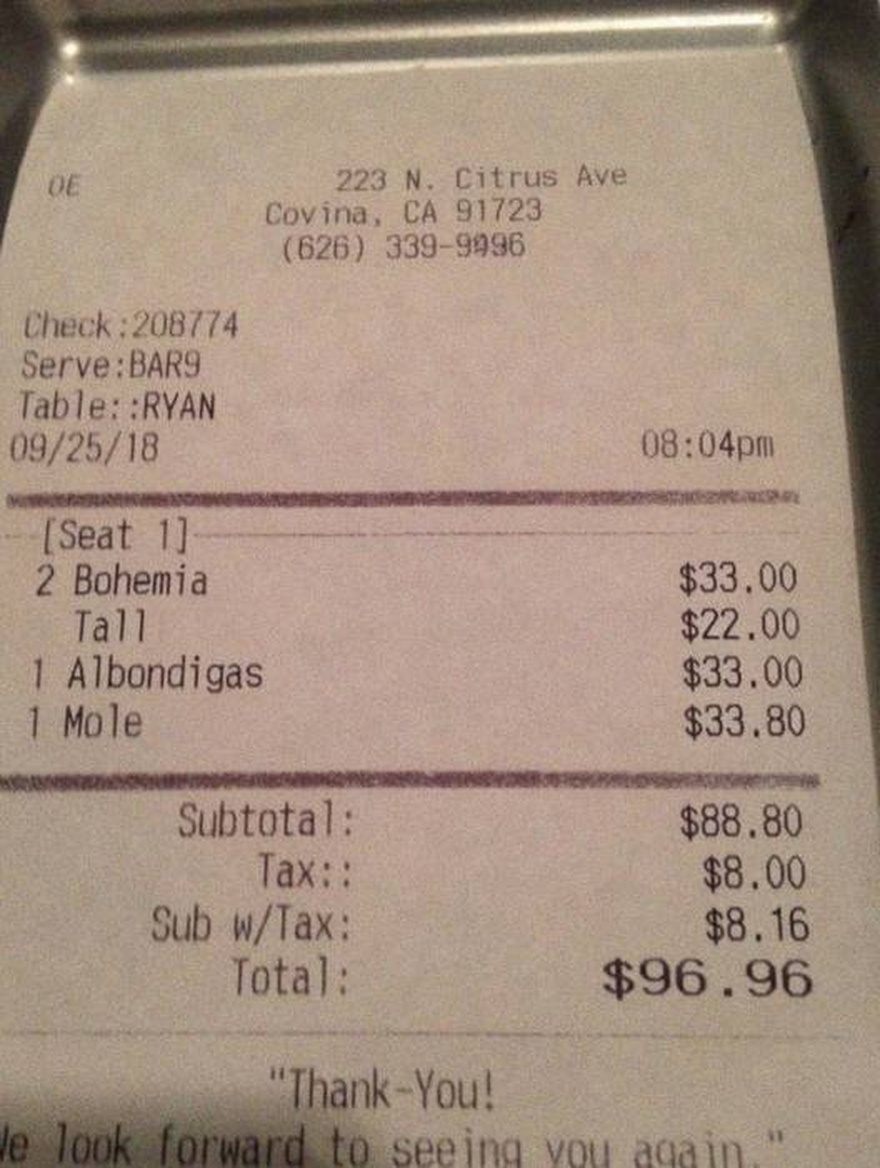 OE 223 N. Citrus Ave
Covina, CA 91723
(626) 339-9996
Check:208774
Serve:BAR9
Table::RYAN
09/25/18 08:04pm
[Seat 1]
2 Bohemia $33.00
Tall $22.00
1 Albondigas $33.00
1 Mole $33.80
Subtotal: $88.80
Tax:: $8.00
Sub w/Tax: $8.16
Total: $96.96
"Thank-You!
We look forward to seeing you again."